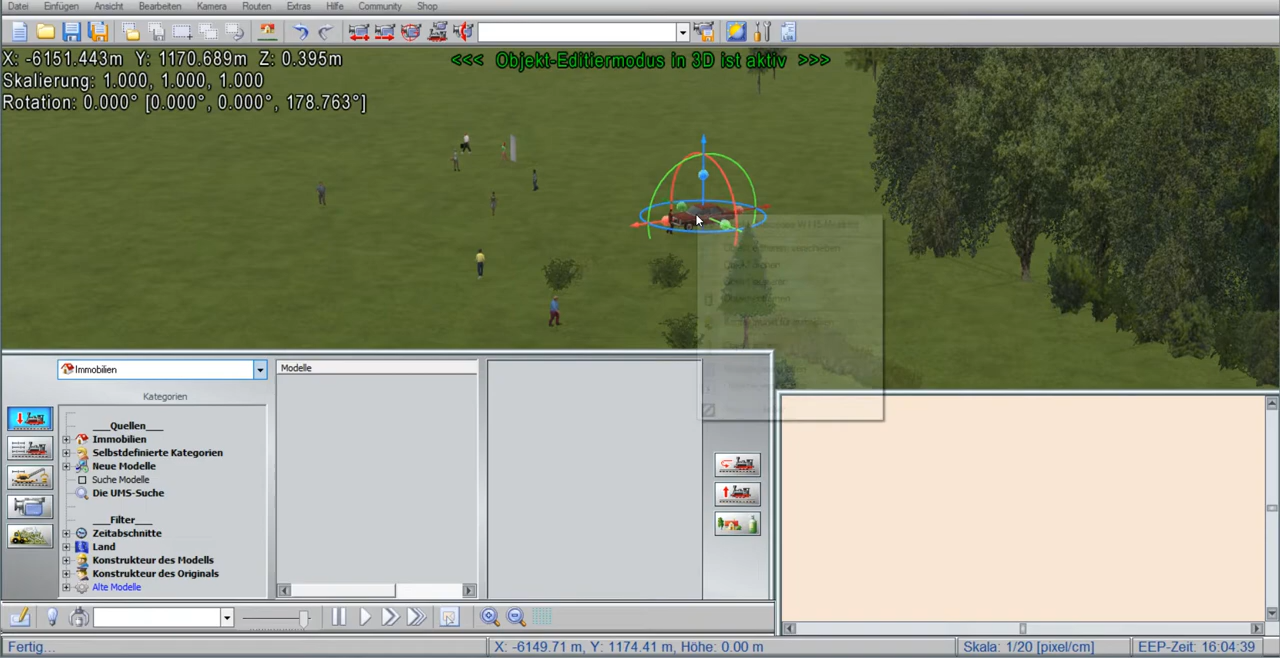 Datei Einfügen Ansicht Bearbeiten Kamera Routen Extras Hilfe Community Shop
X: -6151.443m Y: 1170.689m Z: 0.395m
<<< Objekt-Editiermodus in 3D ist aktiv >>>
Skalierung: 1.000, 1.000, 1.000
Rotation: 0.000° [0.000°, 0.000°, 178.763°]
Immobilien
Modelle
Kategorien
___Quellen___
Immobilien
Selbstdefinierte Kategorien
Neue Modelle
Suche Modelle
Die UMS-Suche
___Filter___
Zeitabschnitte
Land
Konstrukteur des Modells
Konstrukteur des Originals
Alte Modelle
Fertig...
X: -6149.71 m, Y: 1174.41 m, Höhe: 0.00 m
Skala: 1/20 [pixel/cm]
EEP-Zeit: 16:04:39